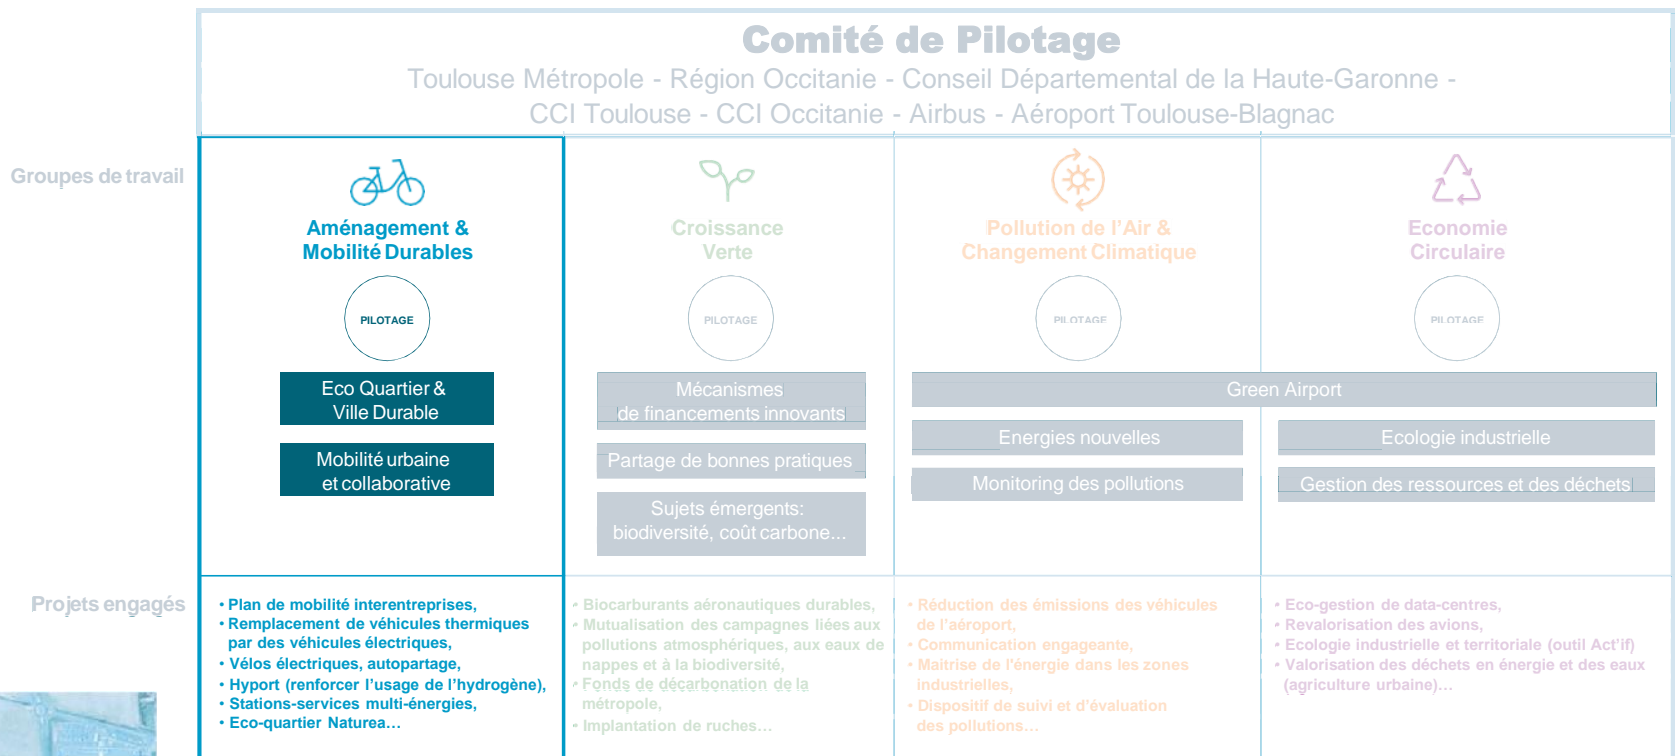 Comité de Pilotage
Toulouse Métropole - Région Occitanie - Conseil Départemental de la Haute-Garonne -
CCI Toulouse - CCI Occitanie - Airbus - Aéroport Toulouse-Blagnac
Groupes de travail
Aménagement &
Mobilité Durables
PILOTAGE
Eco Quartier &
Ville Durable
Mobilité urbaine
et collaborative
Croissance
Verte
PILOTAGE
Mécanismes
de financements innovants
Partage de bonnes pratiques
Sujets émergents:
biodiversité, coût carbone...
Pollution de l'Air &
Changement Climatique
PILOTAGE
Economie
Circulaire
PILOTAGE
Green Airport
Energies nouvelles
Monitoring des pollutions
Ecologie industrielle
Gestion des ressources et des déchets
Projets engagés
• Plan de mobilité interentreprises,
• Remplacement de véhicules thermiques
par des véhicules électriques,
• Vélos électriques, autopartage,
• Hyport (renforcer l'usage de l'hydrogène),
• Stations-services multi-énergies,
• Eco-quartier Naturea…
• Biocarburants aéronautiques durables,
• Mutualisation des campagnes liées aux
pollutions atmosphériques, aux eaux de
nappes et à la biodiversité,
• Fonds de décarbonation de la
métropole,
• Implantation de ruches…
• Réduction des émissions des véhicules
de l'aéroport,
• Communication engageante,
• Maitrise de l'énergie dans les zones
industrielles,
• Dispositif de suivi et d'évaluation
des pollutions…
• Eco-gestion de data-centres,
• Revalorisation des avions,
• Ecologie industrielle et territoriale (outil Act'if)
• Valorisation des déchets en énergie et des eaux
(agriculture urbaine)…